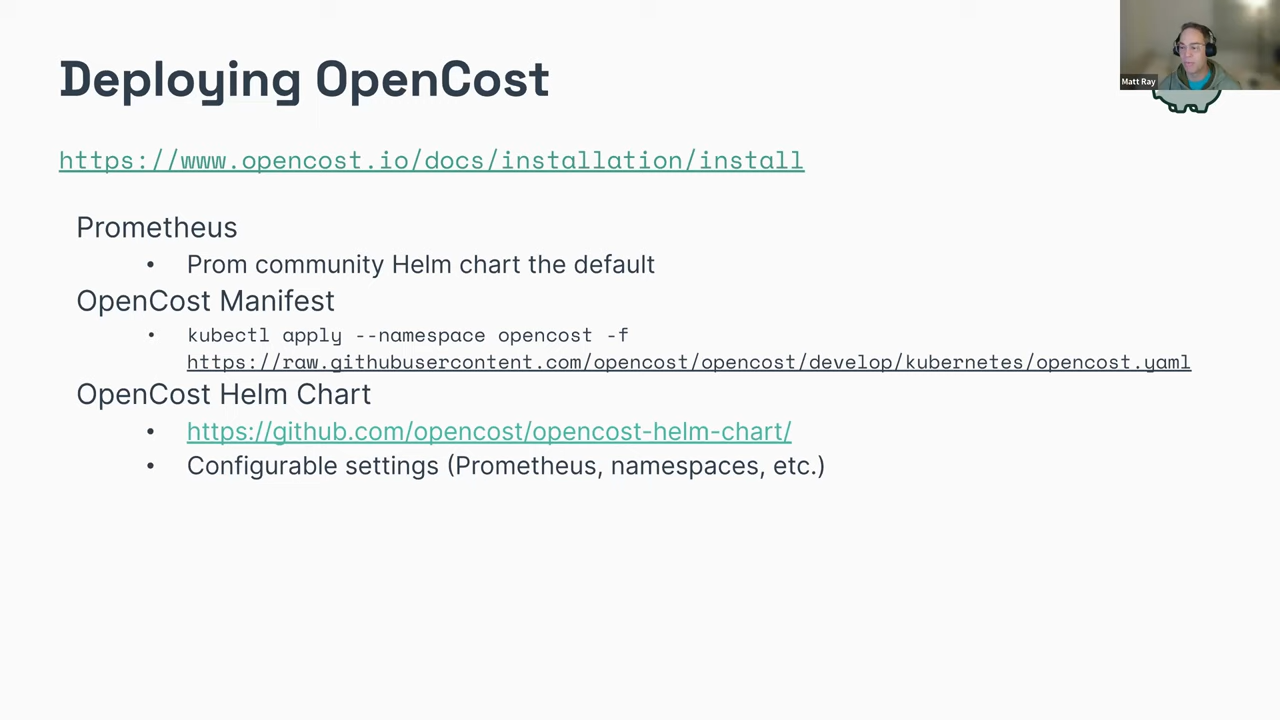 Deploying OpenCost
Matt Ray
https://www.opencost.io/docs/installation/install
Prometheus
• Prom community Helm chart the default
OpenCost Manifest
• kubectl apply --namespace opencost -f
https://raw.githubusercontent.com/opencost/opencost/develop/kubernetes/opencost.yaml
OpenCost Helm Chart
• https://github.com/opencost/opencost-helm-chart/
• Configurable settings (Prometheus, namespaces, etc.)